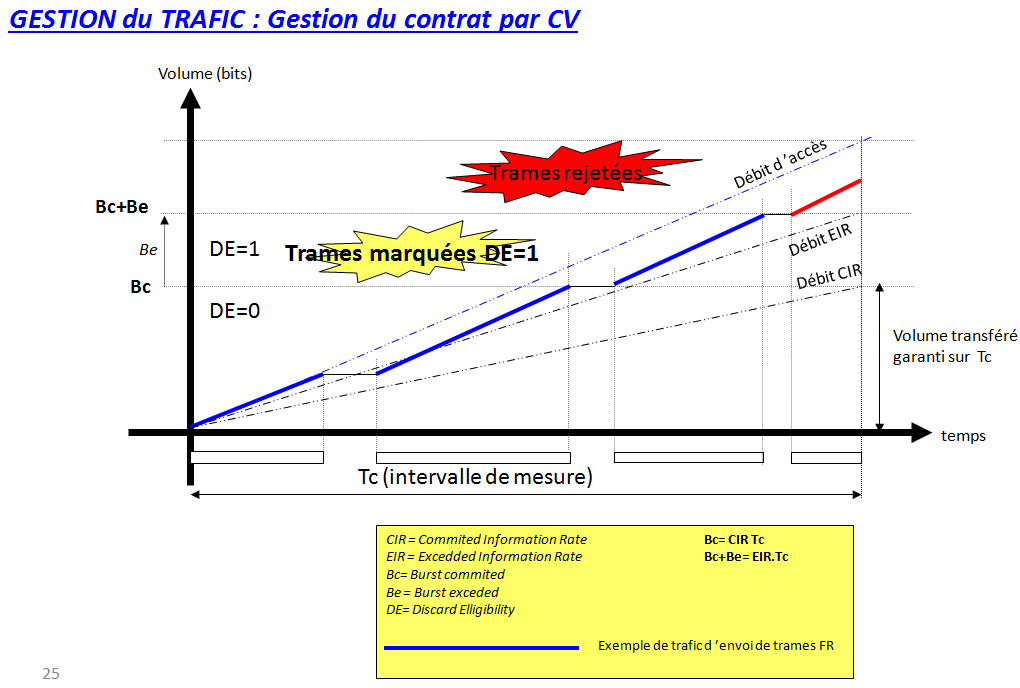 GESTION du TRAFIC : Gestion du contrat par CV
Volume (bits)
Trames rejetées
Débit d ’accès
Bc+Be
Be
DE=1
Trames marquées DE=1
Débit EIR
Bc
Débit CIR
DE=0
Volume transféré
garanti sur Tc
temps
Tc (intervalle de mesure)
CIR = Commited Information Rate
Bc= CIR Tc
EIR = Excedded Information Rate
Bc+Be= EIR.Tc
Bc= Burst commited
Be = Burst exceded
DE= Discard Elligibility
Exemple de trafic d ’envoi de trames FR
25